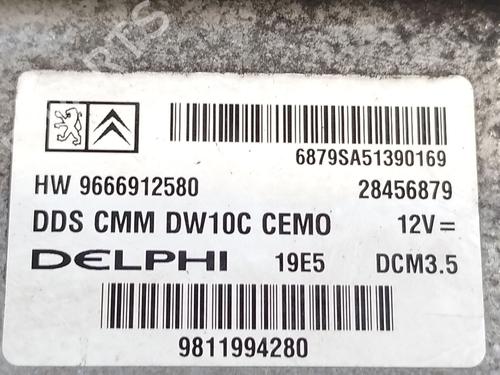 6879SA51390169
HW 9666912580 28456879
DDS CMM DW10C CEMO 12V=
DELPHI 19E5 DCM3.5
9811994280